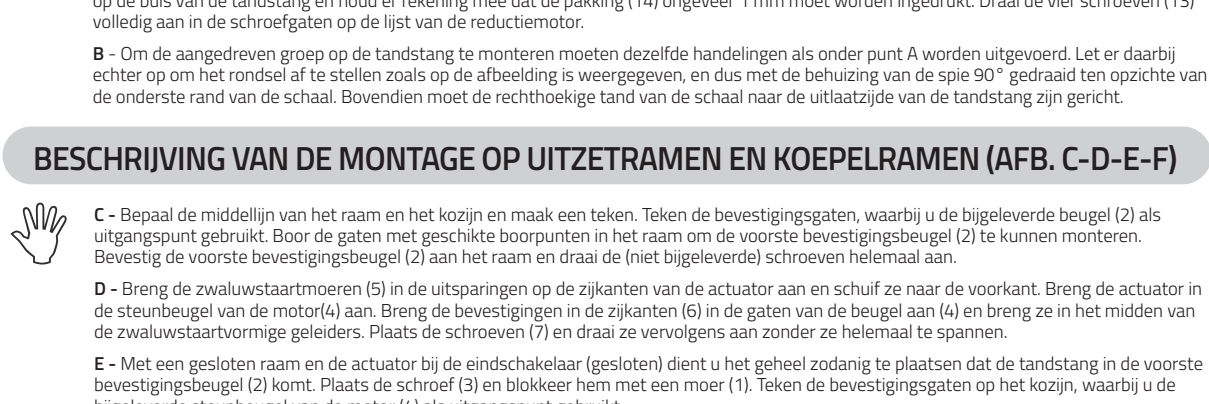 op de buis van de tandstang en houd er rekening mee dat de pakking (14) ongeveer 1 mm moet worden ingedrukt. Draai de vier schroeven (13)
volledig aan in de schroefgaten op de lijst van de reductiemotor.
B - Om de aangedreven groep op de tandstang te monteren moeten dezelfde handelingen als onder punt A worden uitgevoerd. Let er daarbij
echter op om het rondsel af te stellen zoals op de afbeelding is weergegeven, en dus met de behuizing van de spie 90° gedraaid ten opzichte van
de onderste rand van de schaal. Bovendien moet de rechthoekige tand van de schaal naar de uitlaatzijde van de tandstang zijn gericht.
BESCHRIJVING VAN DE MONTAGE OP UITZETRAMEN EN KOEPELRAMEN (AFB. C-D-E-F)
C - Bepaal de middellijn van het raam en het kozijn en maak een teken. Teken de bevestigingsgaten, waarbij u de bijgeleverde beugel (2) als
uitgangspunt gebruikt. Boor de gaten met geschikte boorpunten in het raam om de voorste bevestigingsbeugel (2) te kunnen monteren.
Bevestig de voorste bevestigingsbeugel (2) aan het raam en draai de (niet bijgeleverde) schroeven helemaal aan.
D - Breng de zwaluwstaartmoeren (5) in de uitsparingen op de zijkanten van de actuator aan en schuif ze naar de voorkant. Breng de actuator in
de steunbeugel van de motor(4) aan. Breng de bevestigingen in de zijkanten (6) in de gaten van de beugel aan (4) en breng ze in het midden van
de zwaluwstaartvormige geleiders. Plaats de schroeven (7) en draai ze vervolgens aan zonder ze helemaal te spannen.
E - Met een gesloten raam en de actuator bij de eindschakelaar (gesloten) dient u het geheel zodanig te plaatsen dat de tandstang in de voorste
bevestigingsbeugel (2) komt. Plaats de schroef (3) en blokkeer hem met een moer (1). Teken de bevestigingsgaten op het kozijn, waarbij u de
bijgeleverde steunbeugel van de motor (4) als uitgangspunt gebruikt.